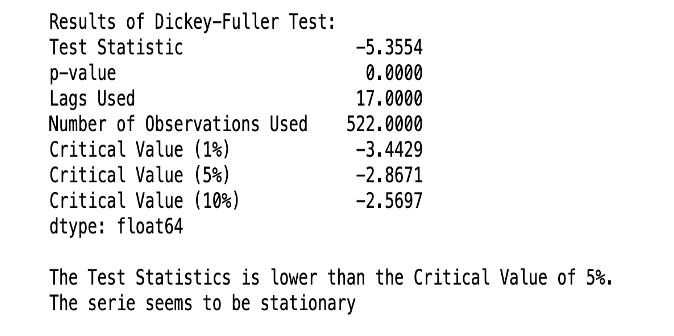 Results of Dickey-Fuller Test:
Test Statistic -5.3554
p-value 0.0000
Lags Used 17.0000
Number of Observations Used 522.0000
Critical Value (1%) -3.4429
Critical Value (5%) -2.8671
Critical Value (10%) -2.5697
dtype: float64
The Test Statistics is lower than the Critical Value of 5%.
The serie seems to be stationary